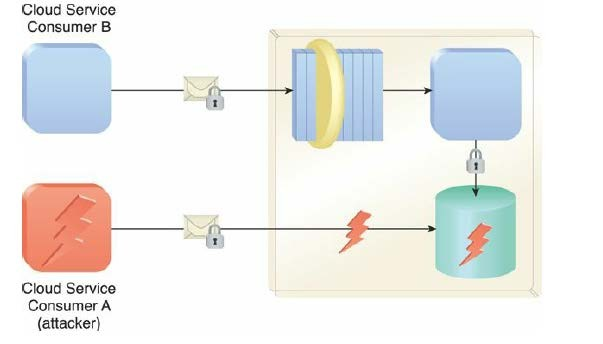 Cloud Service
Consumer B
Cloud Service
Consumer A
(attacker)